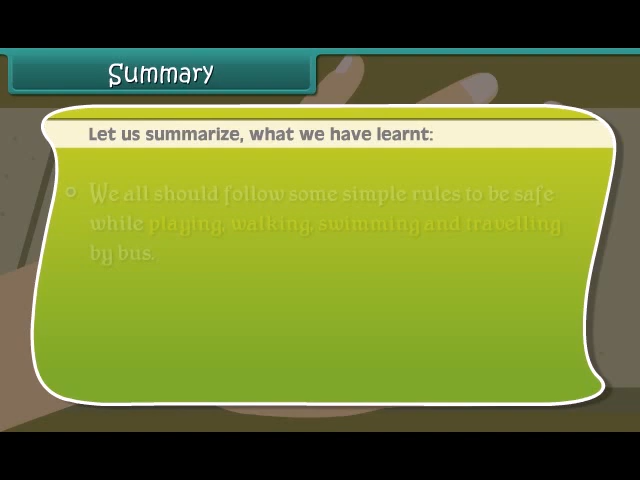 Summary
Let us summarize, what we have learnt:
We all should follow some simple rules to be safe
while playing, walking, swimming and travelling
by bus.